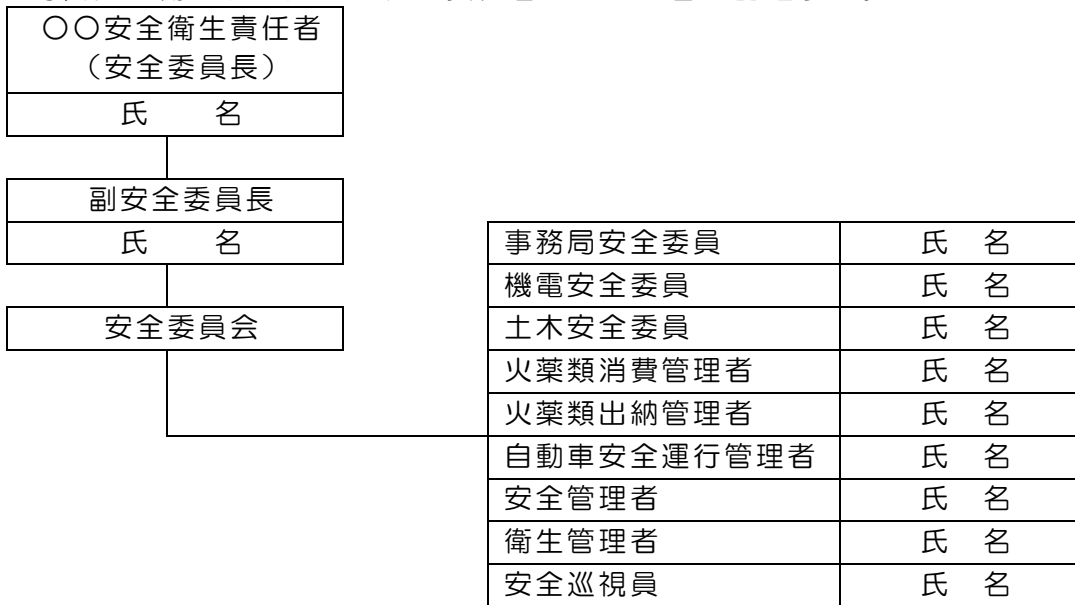 〇〇安全衛生責任者
（安全委員長）
氏　　名
副安全委員長
氏　　名
安全委員会
事務局安全委員　氏　名
機電安全委員　氏　名
土木安全委員　氏　名
火薬類消費管理者　氏　名
火薬類出納管理者　氏　名
自動車安全運行管理者　氏　名
安全管理者　氏　名
衛生管理者　氏　名
安全巡視員　氏　名